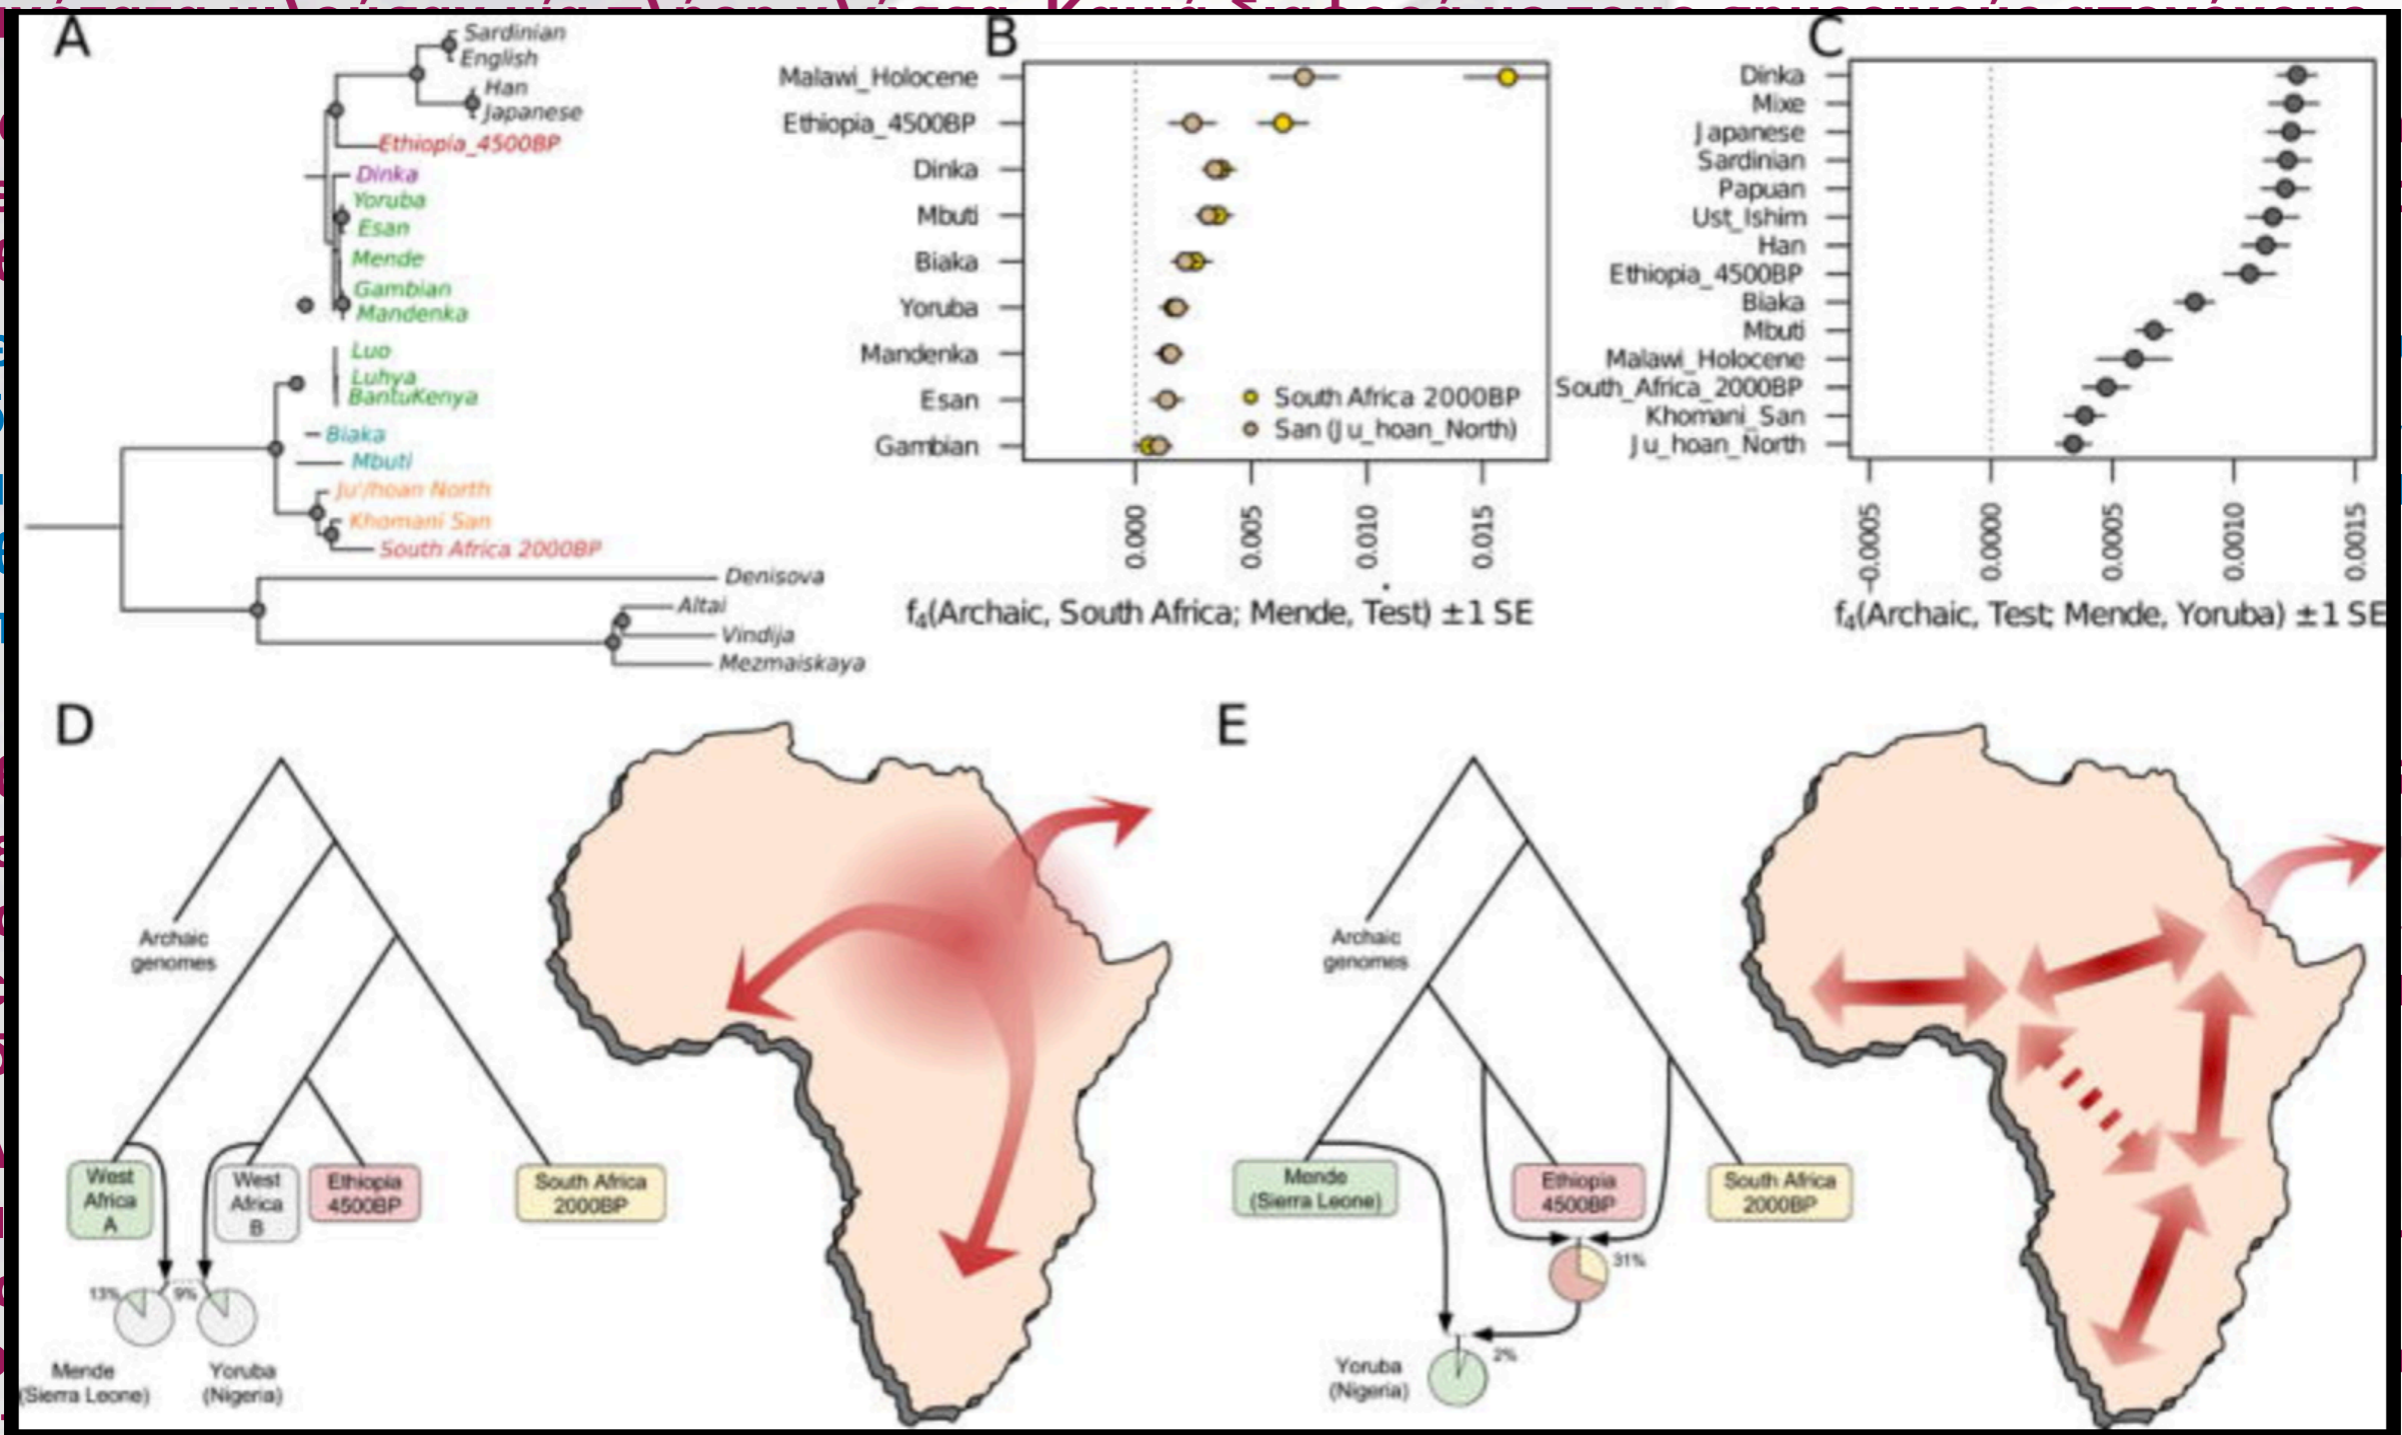 A
Sardinian
English
Han
Japanese
Ethiopia_4500BP
Dinka
Yoruba
Esan
Mende
Gambian
Mandenka
Luo
Luhya
BantuKenya
Biaka
Mbuti
Ju'/hoan North
Khomani San
South Africa 2000BP
Denisova
Altai
Vindija
Mezmaiskaya
B
Malawi_Holocene
Ethiopia_4500BP
Dinka
Mbuti
Biaka
Yoruba
Mandenka
Esan
Gambian
South Africa 2000BP
San (Ju_hoan_North)
0.000
0.005
0.010
0.015
f4(Archaic, South Africa; Mende, Test) ±1 SE
C
Dinka
Mixe
Japanese
Sardinian
Papuan
Ust_Ishim
Han
Ethiopia_4500BP
Biaka
Mbuti
Malawi_Holocene
South_Africa_2000BP
Khomani_San
Ju_hoan_North
-0.0005
0.0000
0.0005
0.0010
0.0015
f4(Archaic, Test; Mende, Yoruba) ±1 SE
D
Archaic
genomes
West
Africa
A
West
Africa
B
Ethiopia
4500BP
South Africa
2000BP
13%
9%
Mende
(Sierra Leone)
Yoruba
(Nigeria)
E
Archaic
genomes
Mende
(Sierra Leone)
Ethiopia
4500BP
South Africa
2000BP
31%
2%
Yoruba
(Nigeria)